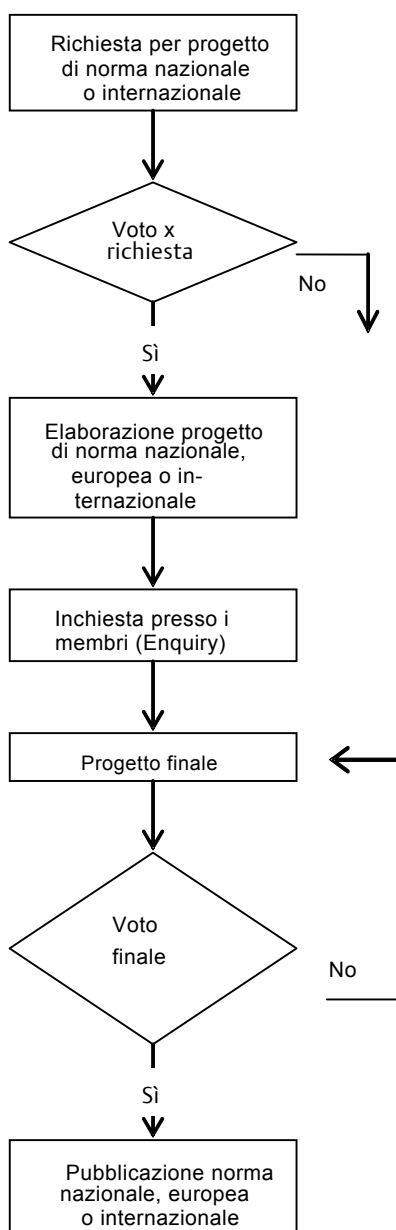 Richiesta per progetto
di norma nazionale
o internazionale
Voto x
richiesta
No
Sì
Elaborazione progetto
di norma nazionale,
europea o in-
ternazionale
Inchiesta presso i
membri (Enquiry)
Progetto finale
Voto
finale
No
Sì
Pubblicazione norma
nazionale, europea
o internazionale